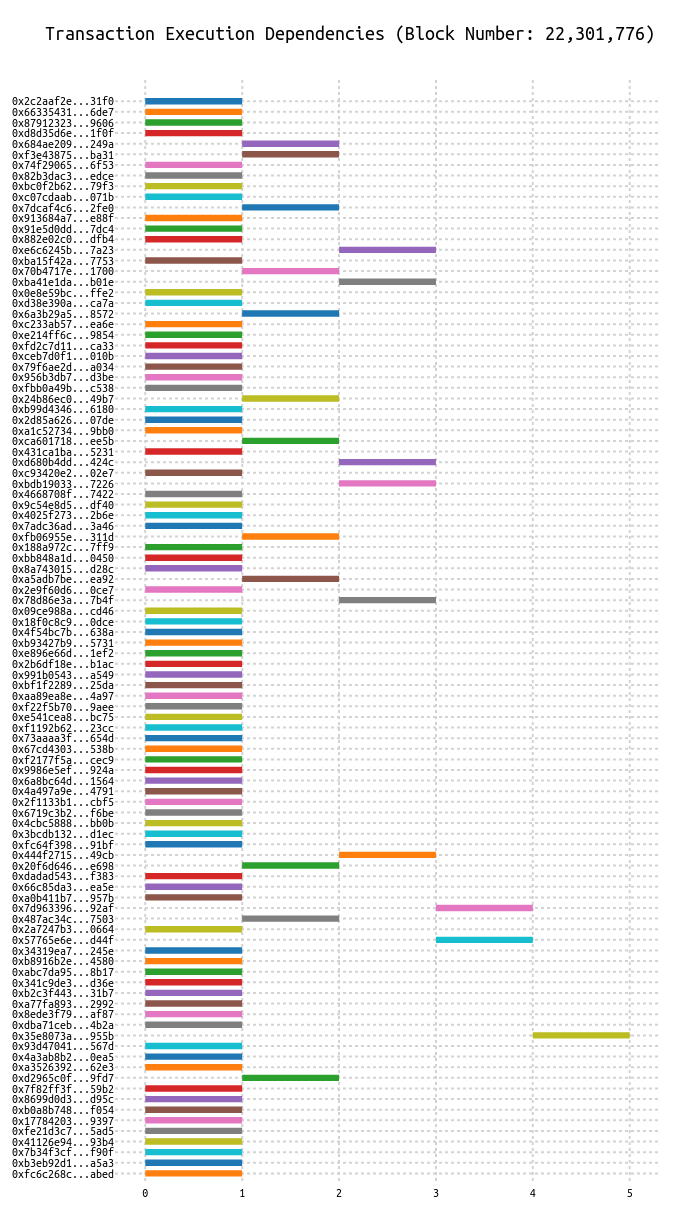 Transaction Execution Dependencies (Block Number: 22,301,776)
0x2c2aaf2e...31f0
0x66335431...6de7
0x87912323...9606
0xd8d35d6e...1f0f
0x684ae209...249a
0xf3e43875...ba31
0x74f29065...6f53
0x82b3dac3...edce
0xbc0f2b62...79f3
0xc07cdaab...071b
0x7dcaf4c6...2fe0
0x913684a7...e88f
0x91e5d0dd...7dc4
0x882e02c0...dfb4
0xe6c6245b...7a23
0xba15f42a...7753
0x70b4717e...1700
0xba41e1da...b01e
0x0e8e59bc...ffe2
0xd38e390a...ca7a
0x6a3b29a5...8572
0xc233ab57...ea6e
0xe214ff6c...9854
0xfd2c7d11...ca33
0xceb7d0f1...010b
0x79f6ae2d...a034
0x956b3db7...d3be
0xfbb0a49b...c538
0x24b86ec0...49b7
0xb99d4346...6180
0x2d85a626...07de
0xa1c52734...9bb0
0xca601718...ee5b
0x431ca1ba...5231
0xd680b4dd...424c
0xc93420e2...02e7
0xbdb19033...7226
0x4668708f...7422
0x9c54e8d5...df40
0x4025f273...2b6e
0x7adc36ad...3a46
0xfb06955e...311d
0x188a972c...7ff9
0xbb848a1d...0450
0x8a743015...d28c
0xa5adb7be...ea92
0x2e9f60d6...0ce7
0x78d86e3a...7b4f
0x09ce988a...cd46
0x18f0c8c9...0dce
0x4f54bc7b...638a
0xb93427b9...5731
0xe896e66d...1ef2
0x2b6df18e...b1ac
0x991b0543...a549
0xbf1f2289...25da
0xaa89ea8e...4a97
0xf22f5b70...9aee
0xe541cea8...bc75
0xf1192b62...23cc
0x73aaaa3f...654d
0x67cd4303...538b
0xf2177f5a...cec9
0x9986e5ef...924a
0x6a8bc64d...1564
0x4a497a9e...4791
0x2f1133b1...cbf5
0x6719c3b2...f6be
0x4cbc5888...bb0b
0x3bcdb132...d1ec
0xfc64f398...91bf
0x444f2715...49cb
0x20f6d646...e698
0xdadad543...f383
0x66c85da3...ea5e
0xa0b411b7...957b
0x7d963396...92af
0x487ac34c...7503
0x2a7247b3...0664
0x57765e6e...d44f
0x34319ea7...245e
0xb8916b2e...4580
0xabc7da95...8b17
0x341c9de3...d36e
0xb2c3f443...31b7
0xa77fa893...2992
0x8ede3f79...af87
0xdba71ceb...4b2a
0x35e8073a...955b
0x93d47041...567d
0x4a3ab8b2...0ea5
0xa3526392...62e3
0xd2965c0f...9fd7
0x7f82ff3f...59b2
0x8699d0d3...d95c
0xb0a8b748...f054
0x17784203...9397
0xfe21d3c7...5ad5
0x41126e94...93b4
0x7b34f3cf...f90f
0xb3eb92d1...a5a3
0xfc6c268c...abed
0 1 2 3 4 5